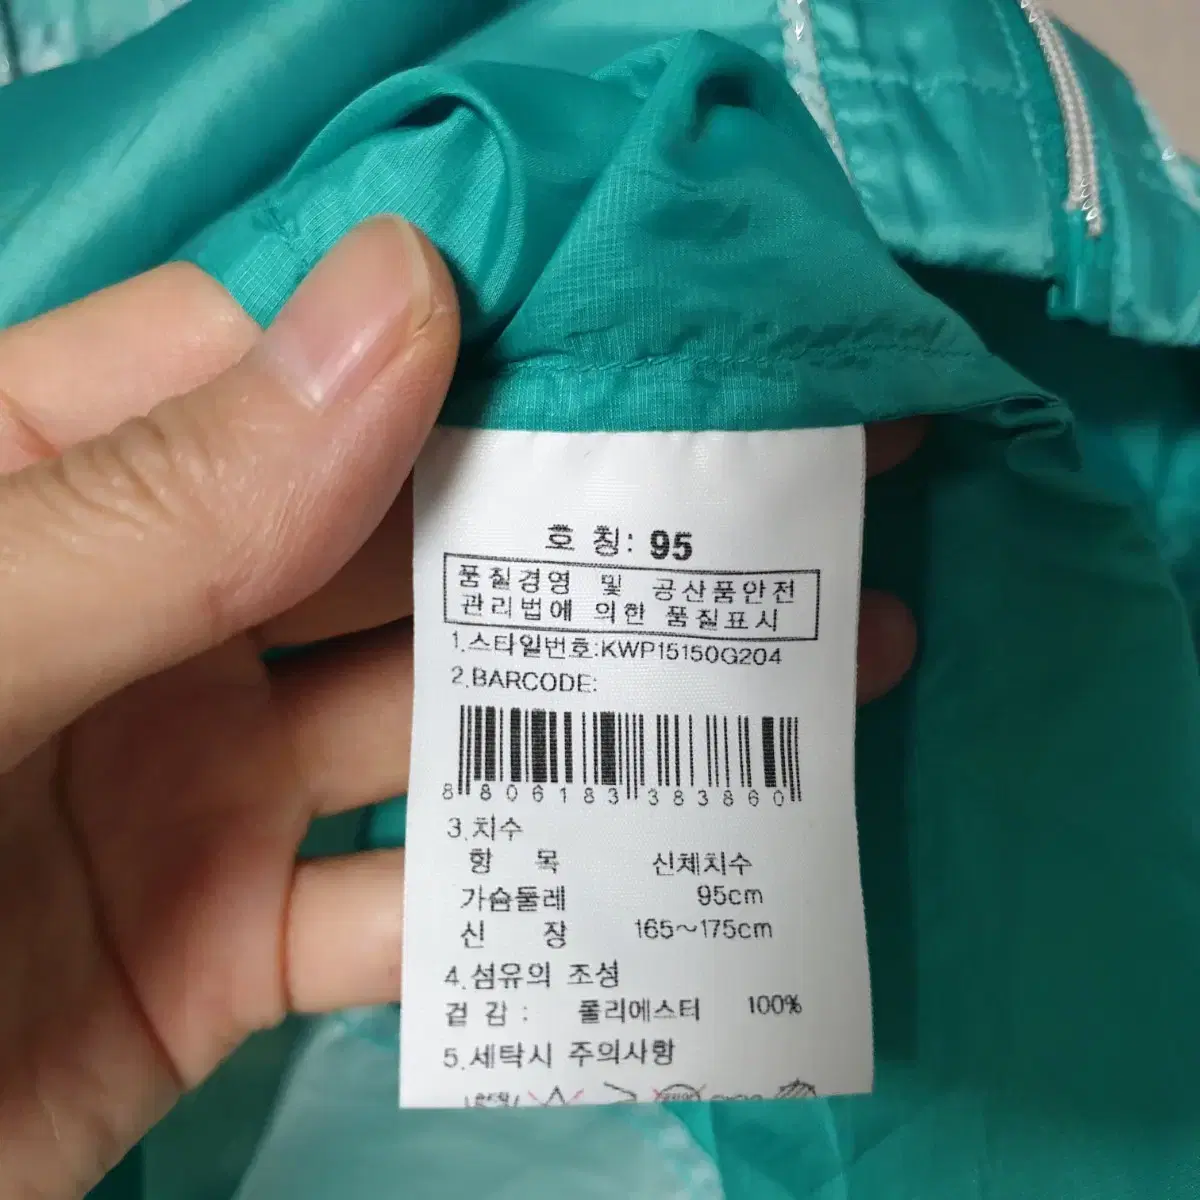 호 칭: 95
품질경영 및 공산품안전
관리법에 의한 품질표시
1.스타일번호:KWP15150G204
2.BARCODE:
8 806183 383860
3.치수
항 목 신체치수
가슴둘레 95cm
신 장 165~175cm
4.섬유의 조성
겉감: 폴리에스터 100%
5.세탁시 주의사항